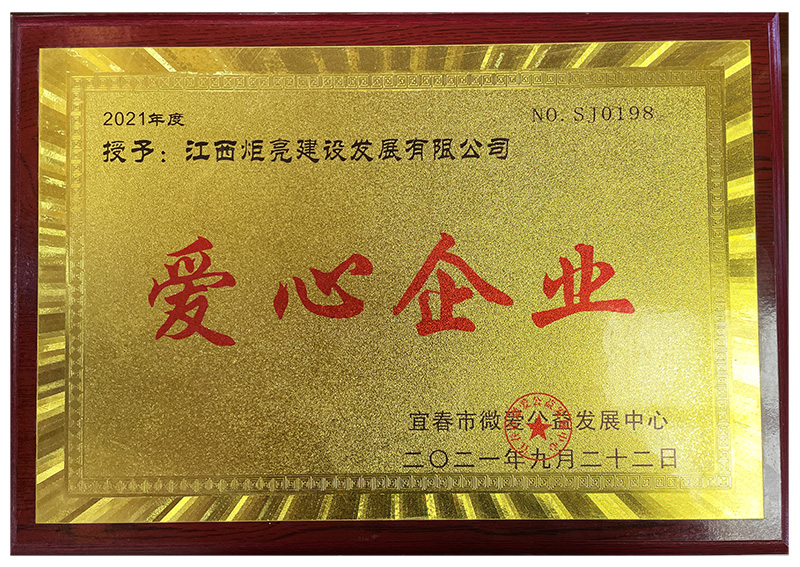 2021年度
NO. SJ0198
授予：江西炬亮建设发展有限公司
爱心企业
宜春市微爱公益发展中心
二〇二一年九月二十二日